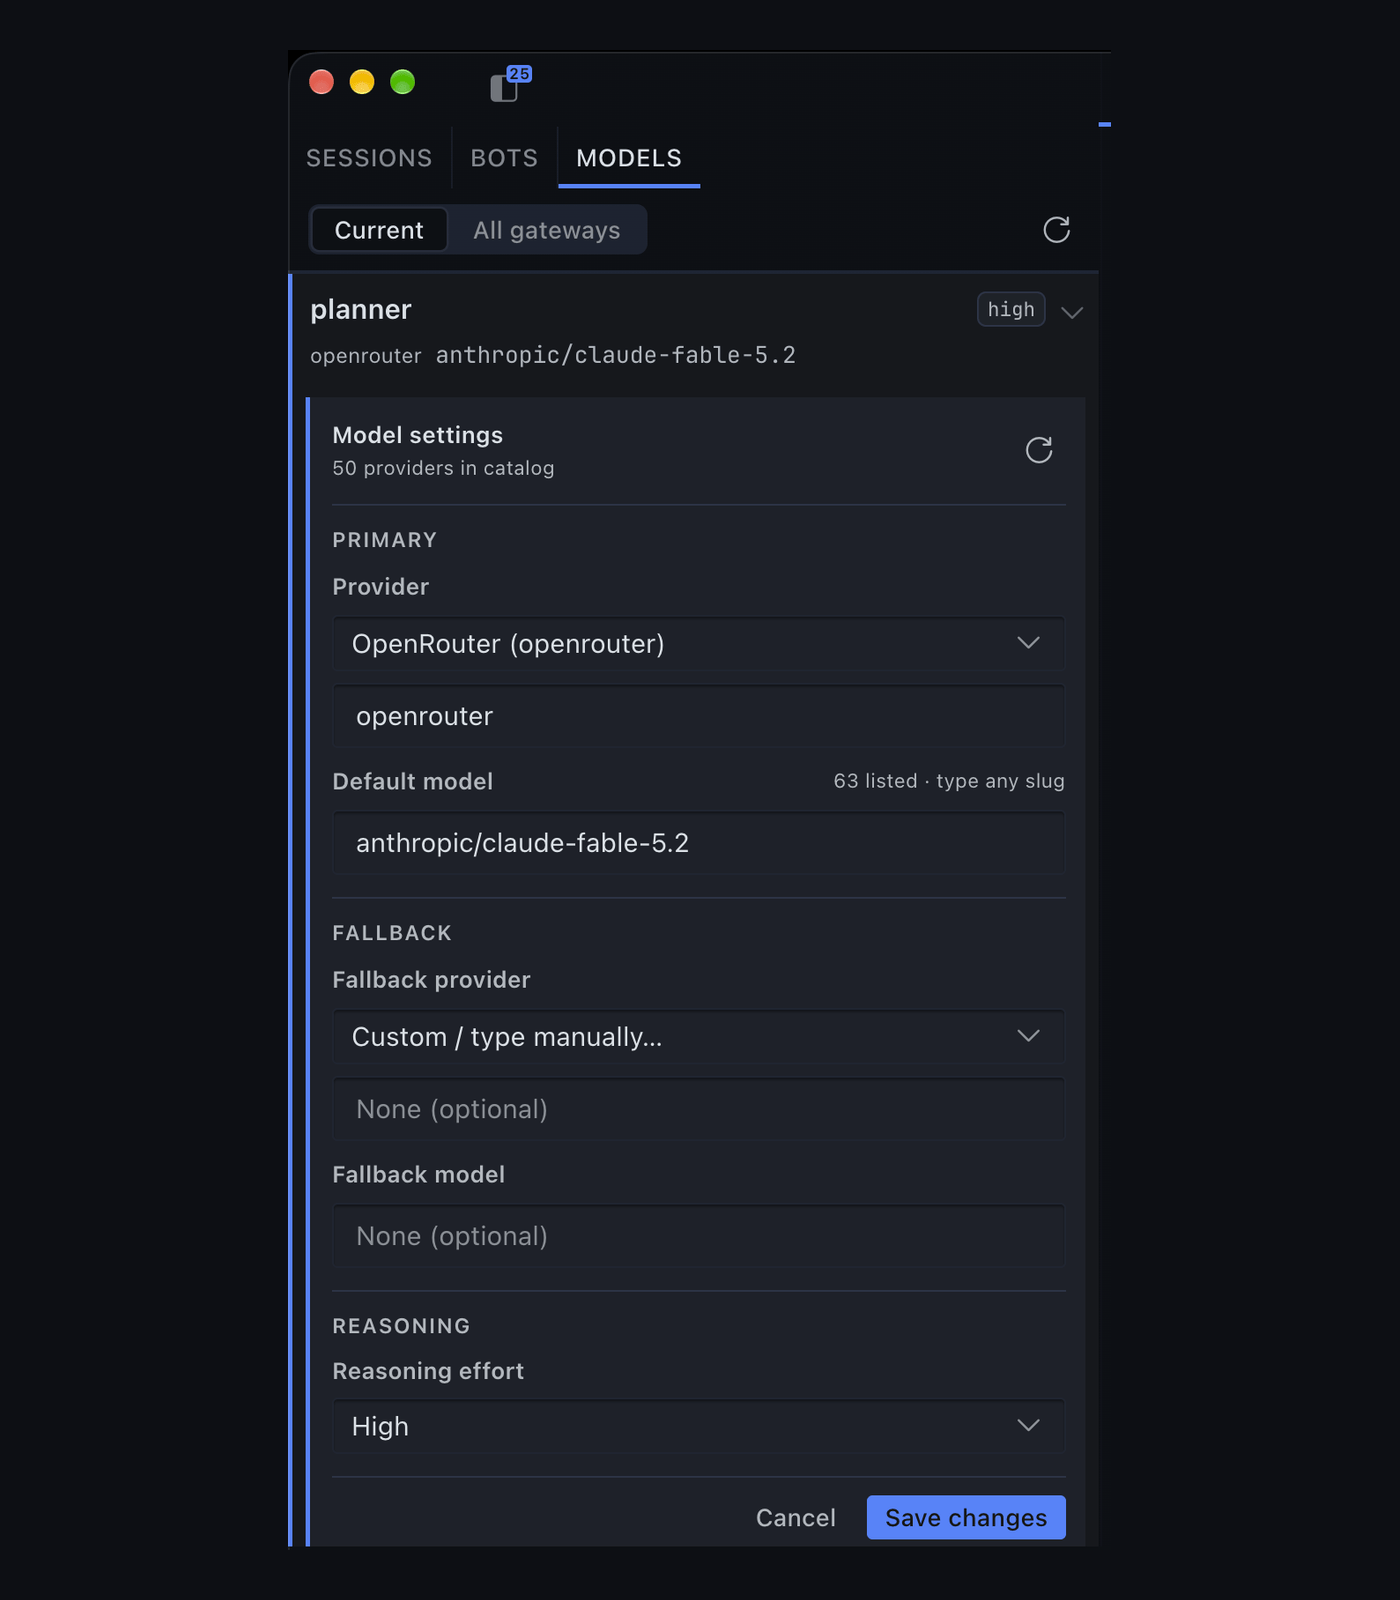 25
SESSIONS BOTS MODELS
Current All gateways
planner high
openrouter anthropic/claude-fable-5.2
Model settings
50 providers in catalog
PRIMARY
Provider
OpenRouter (openrouter)
openrouter
Default model 63 listed · type any slug
anthropic/claude-fable-5.2
FALLBACK
Fallback provider
Custom / type manually...
None (optional)
Fallback model
None (optional)
REASONING
Reasoning effort
High
Cancel Save changes